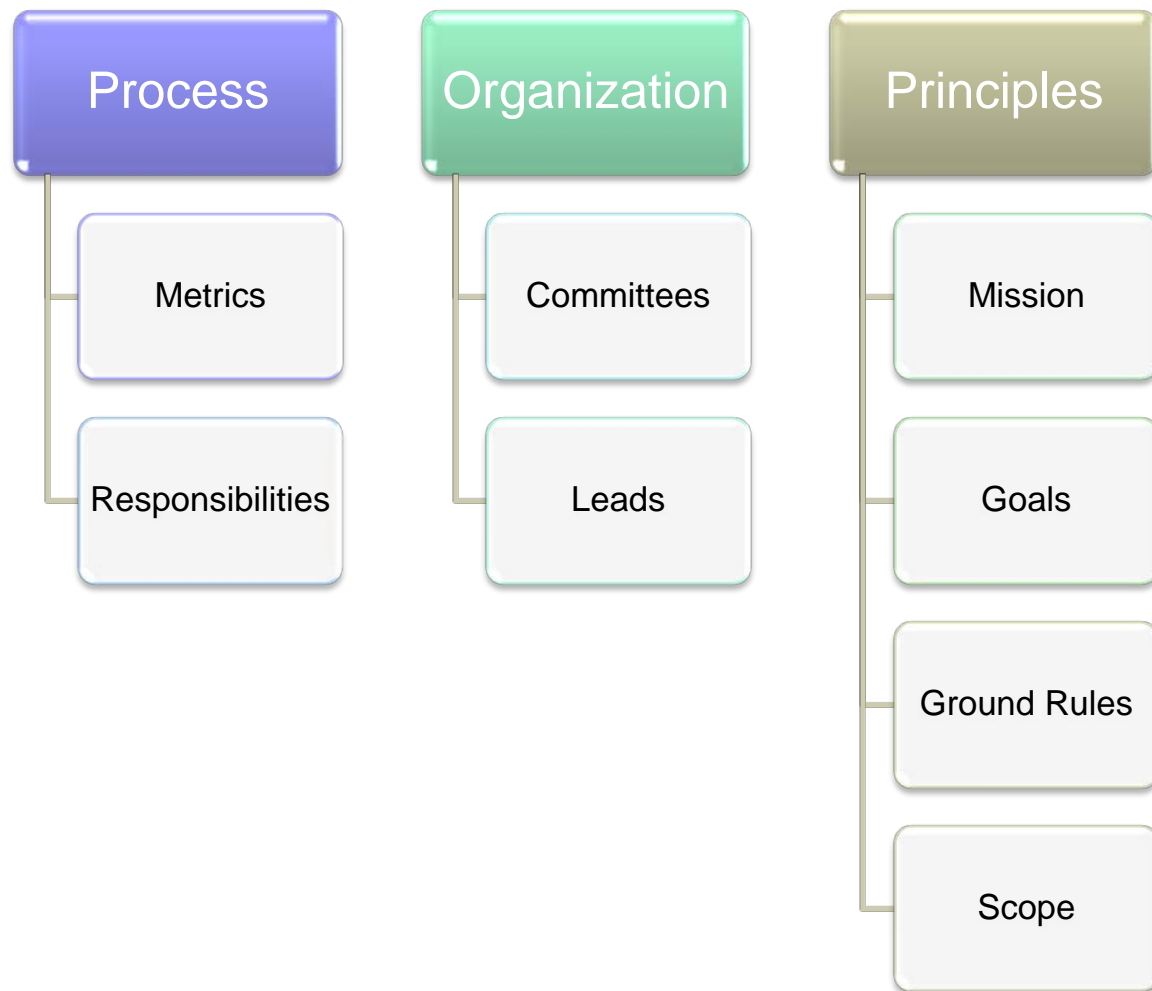 Process
Metrics
Responsibilities
Organization
Committees
Leads
Principles
Mission
Goals
Ground Rules
Scope